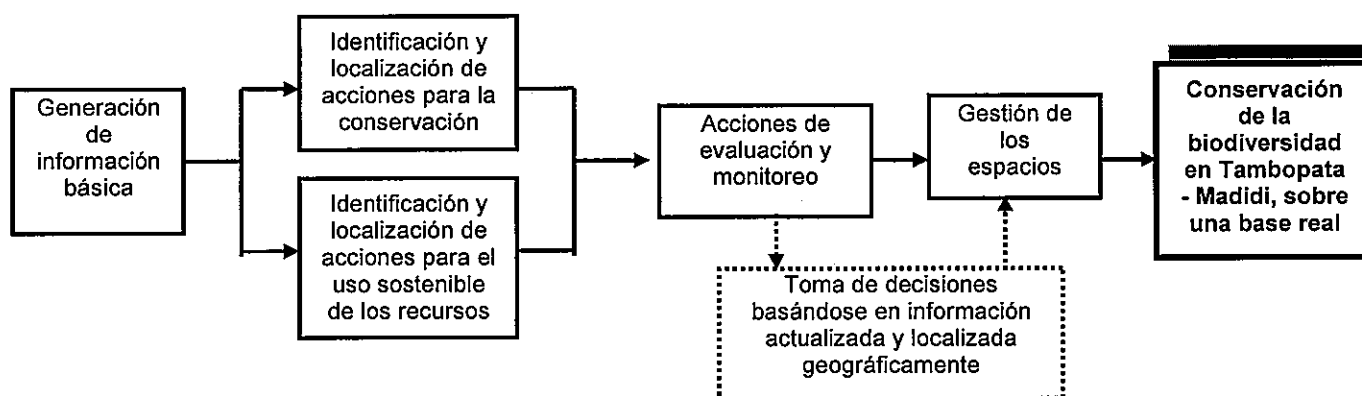 Generación
de
información
básica
Identificación y
localización de
acciones para la
conservación
Identificación y
localización de
acciones para el
uso sostenible
de los recursos
Acciones de
evaluación y
monitoreo
Toma de decisiones
basándose en información
actualizada y localizada
geográficamente
Gestión de
los
espacios
Conservación
de la
biodiversidad
en Tambopata
- Madidi, sobre
una base real